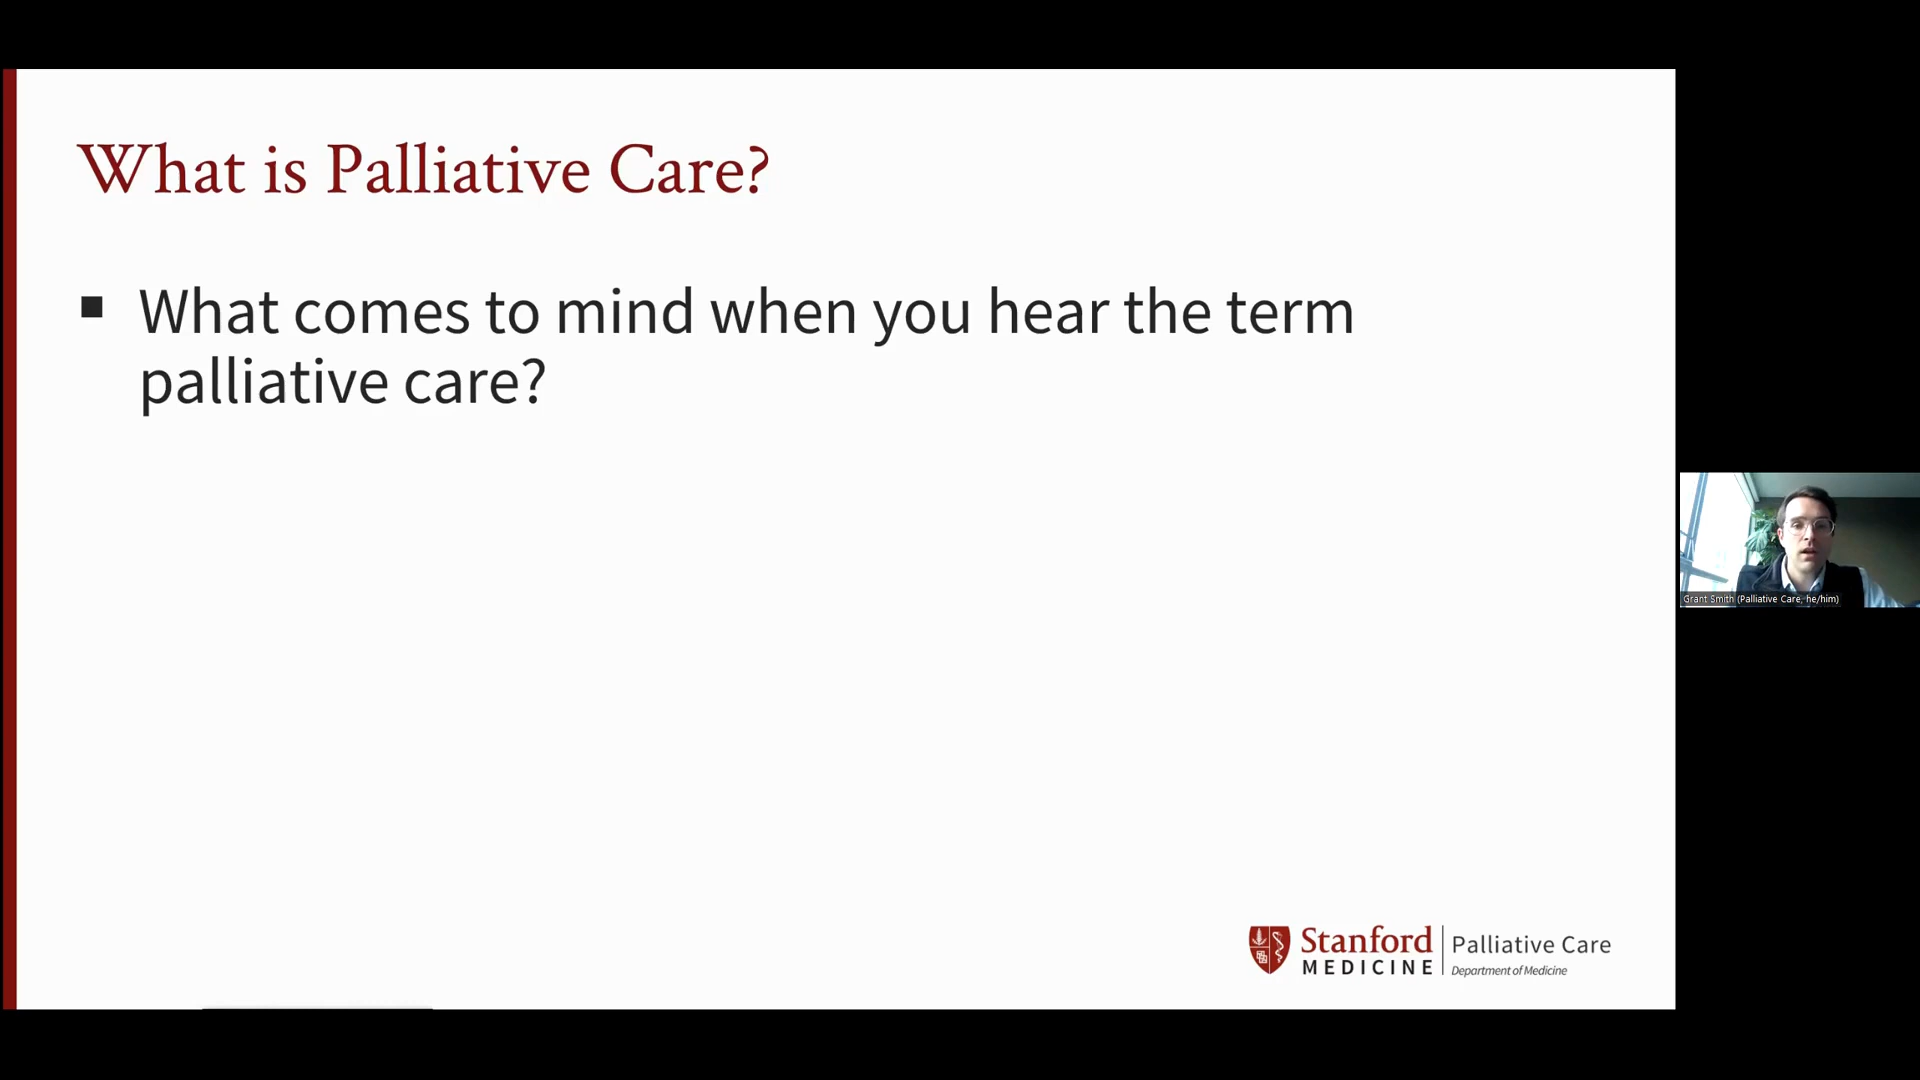 What is Palliative Care?
▪ What comes to mind when you hear the term
palliative care?
Grant Smith (Palliative Care, he/him)
Stanford
MEDICINE
Palliative Care
Department of Medicine